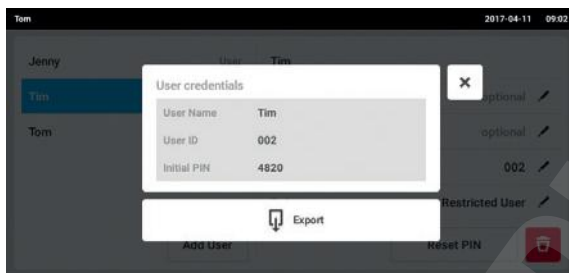 Tom 2017-04-11 09:02
Jenny User Tim
Tim optional
Tom optional
002
Restricted User
Add User Reset PIN
User credentials
User Name Tim
User ID 002
Initial PIN 4820
Export